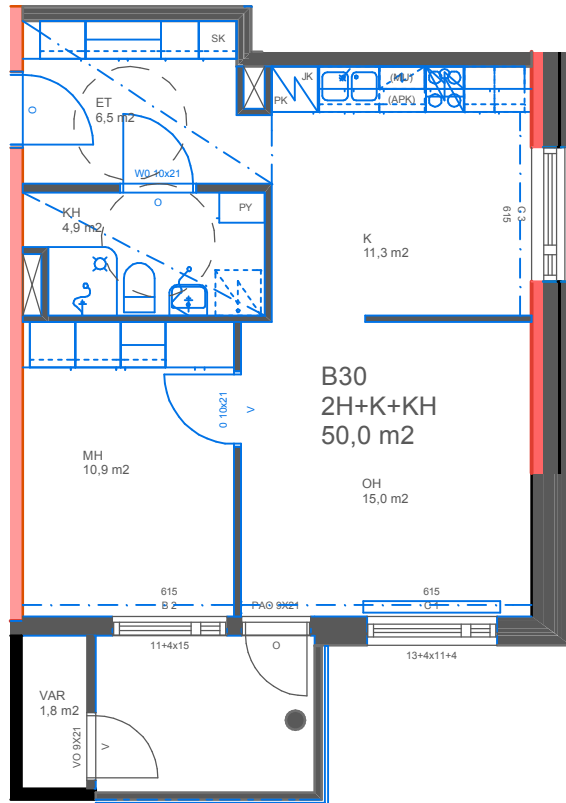 SK
ET
6,5 m2
O
W0 10x21
O
JK
PK
(MU)
(APK)
KH
4,9 m2
PY
K
11,3 m2
615
G 3
B30
2H+K+KH
50,0 m2
0 10x21
V
MH
10,9 m2
OH
15,0 m2
615
B 2
PAO 9X21
615
C 1
11+4x15
O
13+4x11+4
VAR
1,8 m2
VO 9X21
V